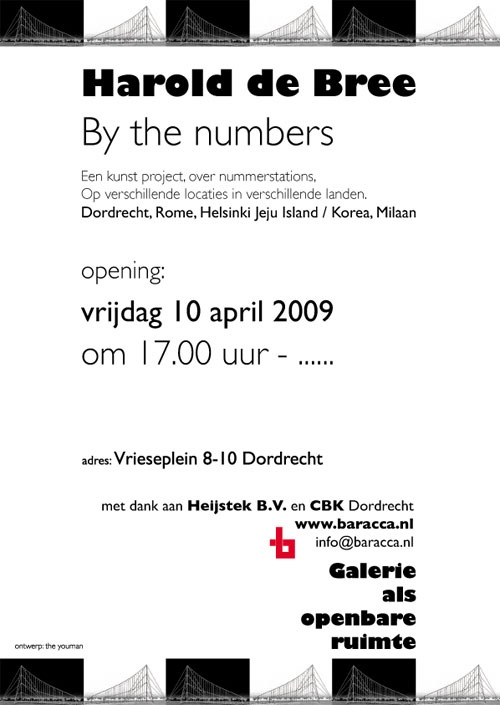 Harold de Bree
By the numbers
Een kunst project, over nummerstations,
Op verschillende locaties in verschillende landen.
Dordrecht, Rome, Helsinki Jeju Island / Korea, Milaan
opening:
vrijdag 10 april 2009
om 17.00 uur - ......
adres: Vrieseplein 8-10 Dordrecht
met dank aan Heijstek B.V. en CBK Dordrecht
www.baracca.nl
info@baracca.nl
Galerie
als
openbare
ruimte
ontwerp: the youman